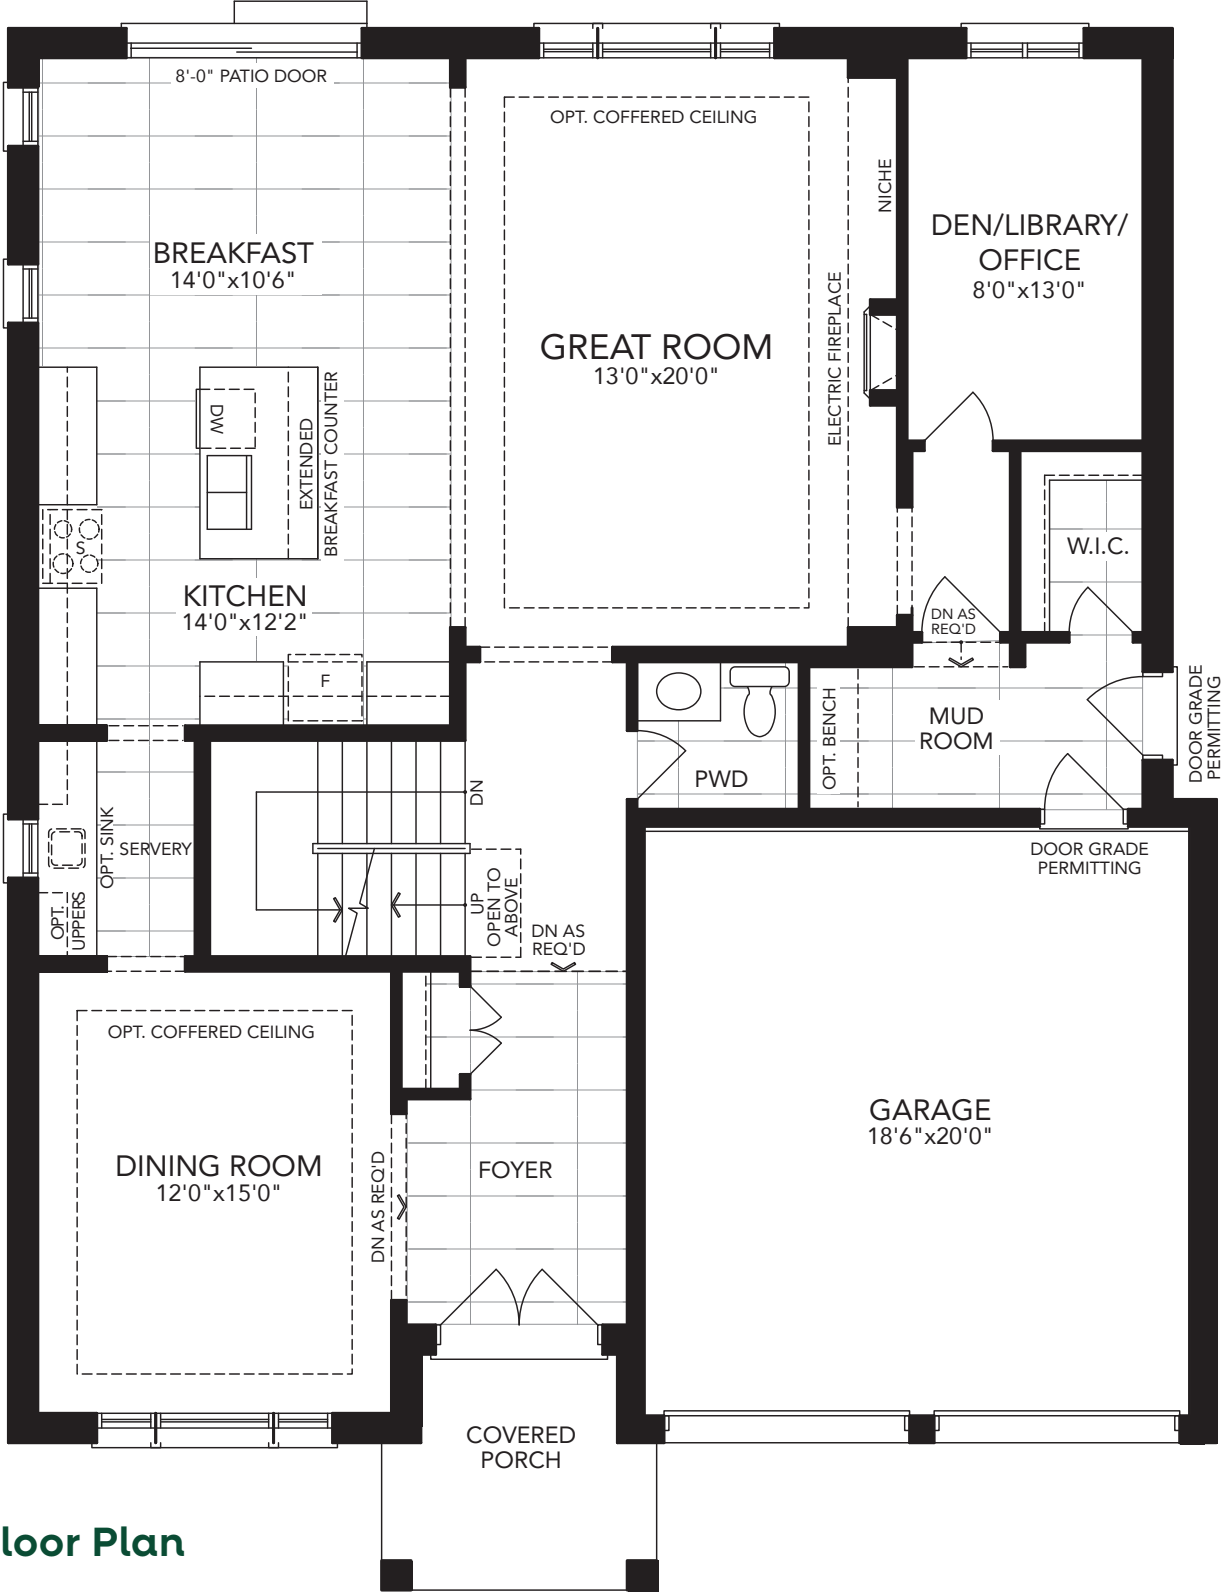 8'-0" PATIO DOOR
OPT. COFFERED CEILING
NICHE
DEN/LIBRARY/
OFFICE
8'0"x13'0"
BREAKFAST
14'0"x10'6"
GREAT ROOM
13'0"x20'0"
ELECTRIC FIREPLACE
DW
EXTENDED
BREAKFAST COUNTER
S
W.I.C.
KITCHEN
14'0"x12'2"
DN AS
REQ'D
F
OPT. BENCH
MUD
ROOM
DOOR GRADE
PERMITTING
PWD
DN
OPT. SINK
SERVERY
DOOR GRADE
PERMITTING
OPT.
UPPERS
UP
OPEN TO
ABOVE
DN AS
REQ'D
OPT. COFFERED CEILING
GARAGE
18'6"x20'0"
DINING ROOM
12'0"x15'0"
DN AS REQ'D
FOYER
COVERED
PORCH
loor Plan